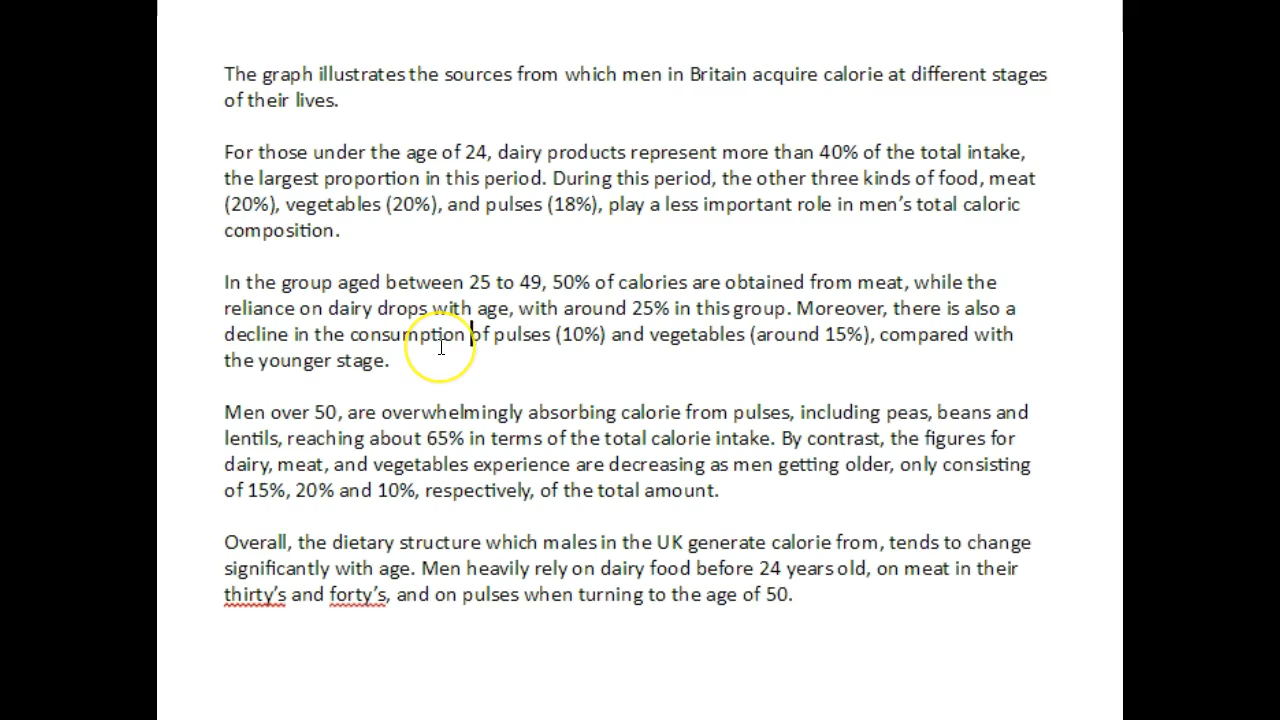 The graph illustrates the sources from which men in Britain acquire calorie at different stages
of their lives.
For those under the age of 24, dairy products represent more than 40% of the total intake,
the largest proportion in this period. During this period, the other three kinds of food, meat
(20%), vegetables (20%), and pulses (18%), play a less important role in men’s total caloric
composition.
In the group aged between 25 to 49, 50% of calories are obtained from meat, while the
reliance on dairy drops with age, with around 25% in this group. Moreover, there is also a
decline in the consumption of pulses (10%) and vegetables (around 15%), compared with
the younger stage.
Men over 50, are overwhelmingly absorbing calorie from pulses, including peas, beans and
lentils, reaching about 65% in terms of the total calorie intake. By contrast, the figures for
dairy, meat, and vegetables experience are decreasing as men getting older, only consisting
of 15%, 20% and 10%, respectively, of the total amount.
Overall, the dietary structure which males in the UK generate calorie from, tends to change
significantly with age. Men heavily rely on dairy food before 24 years old, on meat in their
thirty’s and forty’s, and on pulses when turning to the age of 50.